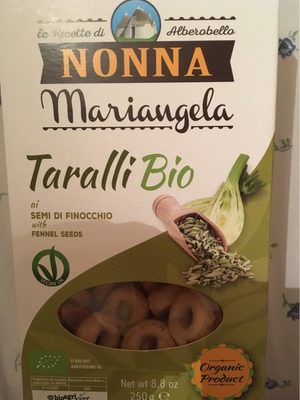 le Ricette di Alberobello
NONNA
Mariangela
Taralli Bio
ai
SEMI DI FINOCCHIO
with
FENNEL SEEDS
VEGAN OK
Organic
Product
Net wt 8.8 oz
250 g